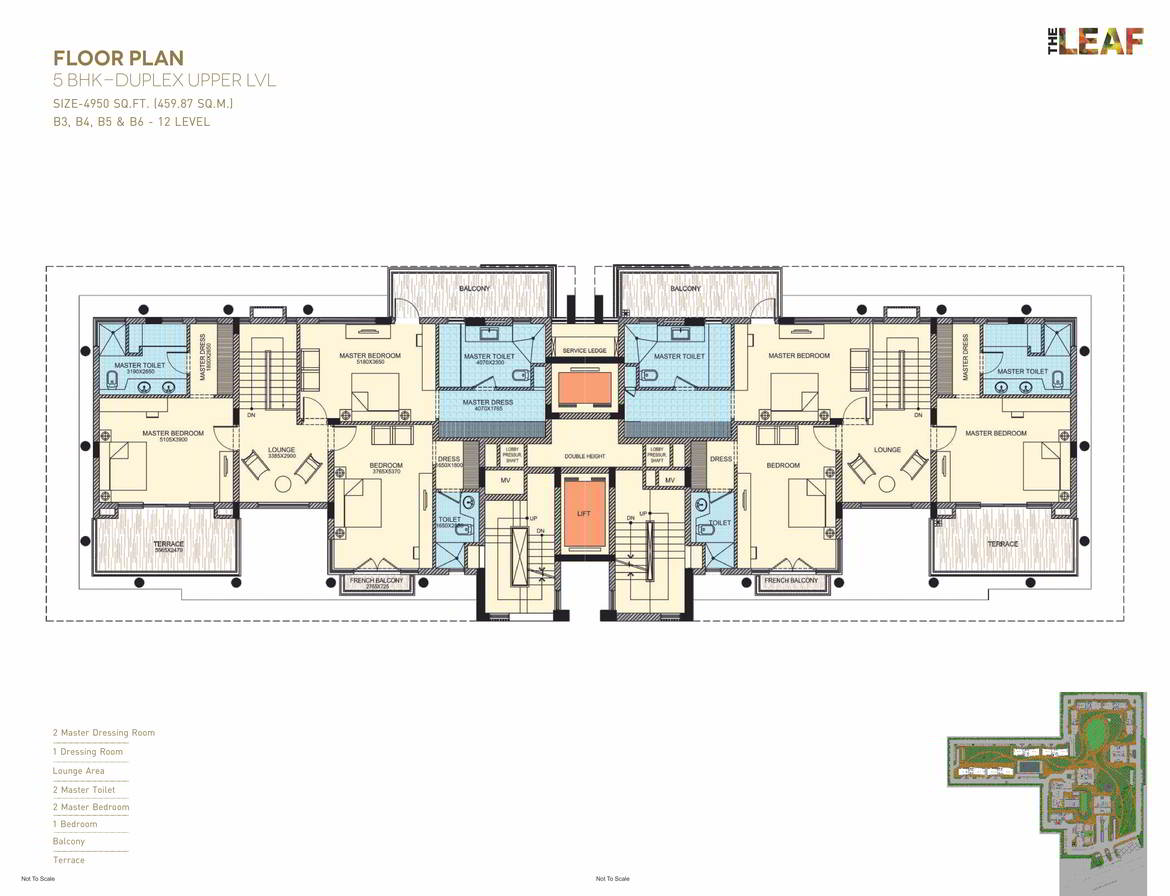 THE LEAF
FLOOR PLAN
5 BHK–DUPLEX UPPER LVL
SIZE-4950 SQ.FT. (459.87 SQ.M.)
B3, B4, B5 & B6 - 12 LEVEL
BALCONY
BALCONY
SERVICE LEDGE
MASTER TOILET
3190X2650
MASTER DRESS
MASTER BEDROOM
5180X3650
MASTER TOILET
4070X2300
MASTER TOILET
MASTER BEDROOM
MASTER DRESS
MASTER TOILET
MASTER DRESS
4070X1765
DN
DN
MASTER BEDROOM
5105X3900
LOUNGE
3385X2900
BEDROOM
3765X5370
DRESS
1650X1800
LOBBY
PRESSUR.
SHAFT
DOUBLE HEIGHT
LOBBY
PRESSUR.
SHAFT
DRESS
BEDROOM
LOUNGE
MASTER BEDROOM
MV
MV
TOILET
LIFT
TOILET
UP
DN
UP
DN
TERRACE
5565X2470
TERRACE
FRENCH BALCONY
2765X725
FRENCH BALCONY
2 Master Dressing Room
1 Dressing Room
Lounge Area
2 Master Toilet
2 Master Bedroom
1 Bedroom
Balcony
Terrace
Not To Scale
Not To Scale